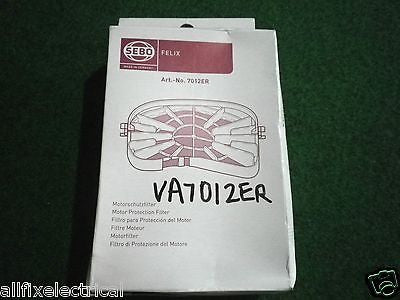 SEBO
MADE IN GERMANY
FELIX
Art.-No. 7012ER
VA7012ER
Motorschutzfilter
Motor Protection Filter
Filtro para Protección del Motor
Filtre Moteur
Motorfilter
Filtro di Protezione del Motore
© allfixelectrical